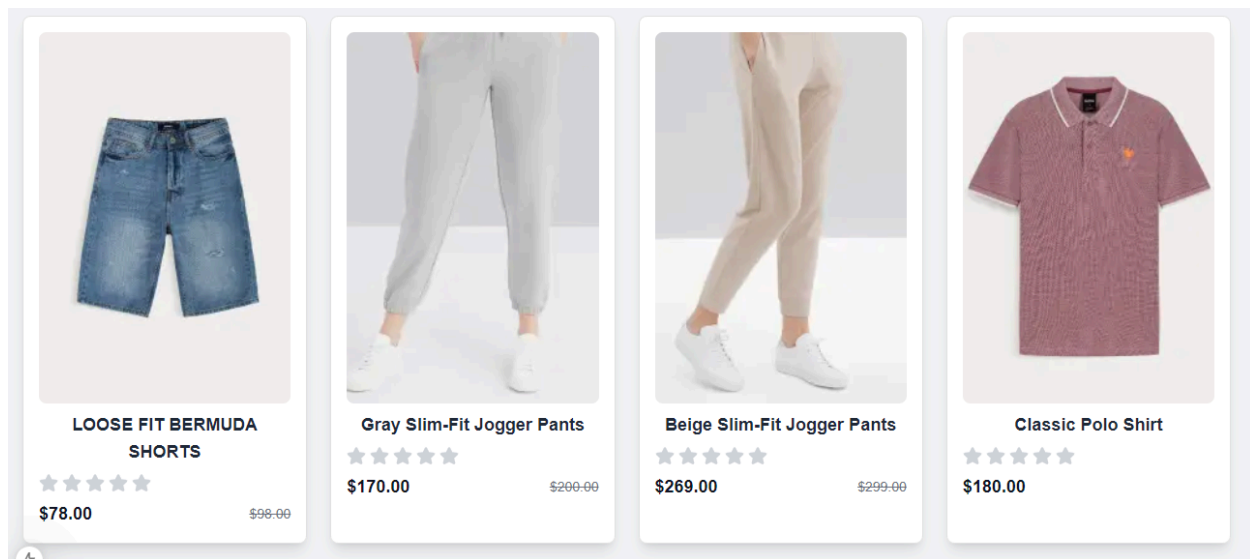 LOOSE FIT BERMUDA
SHORTS
$78.00 $98.00
Gray Slim-Fit Jogger Pants
$170.00 $200.00
Beige Slim-Fit Jogger Pants
$269.00 $299.00
Classic Polo Shirt
$180.00